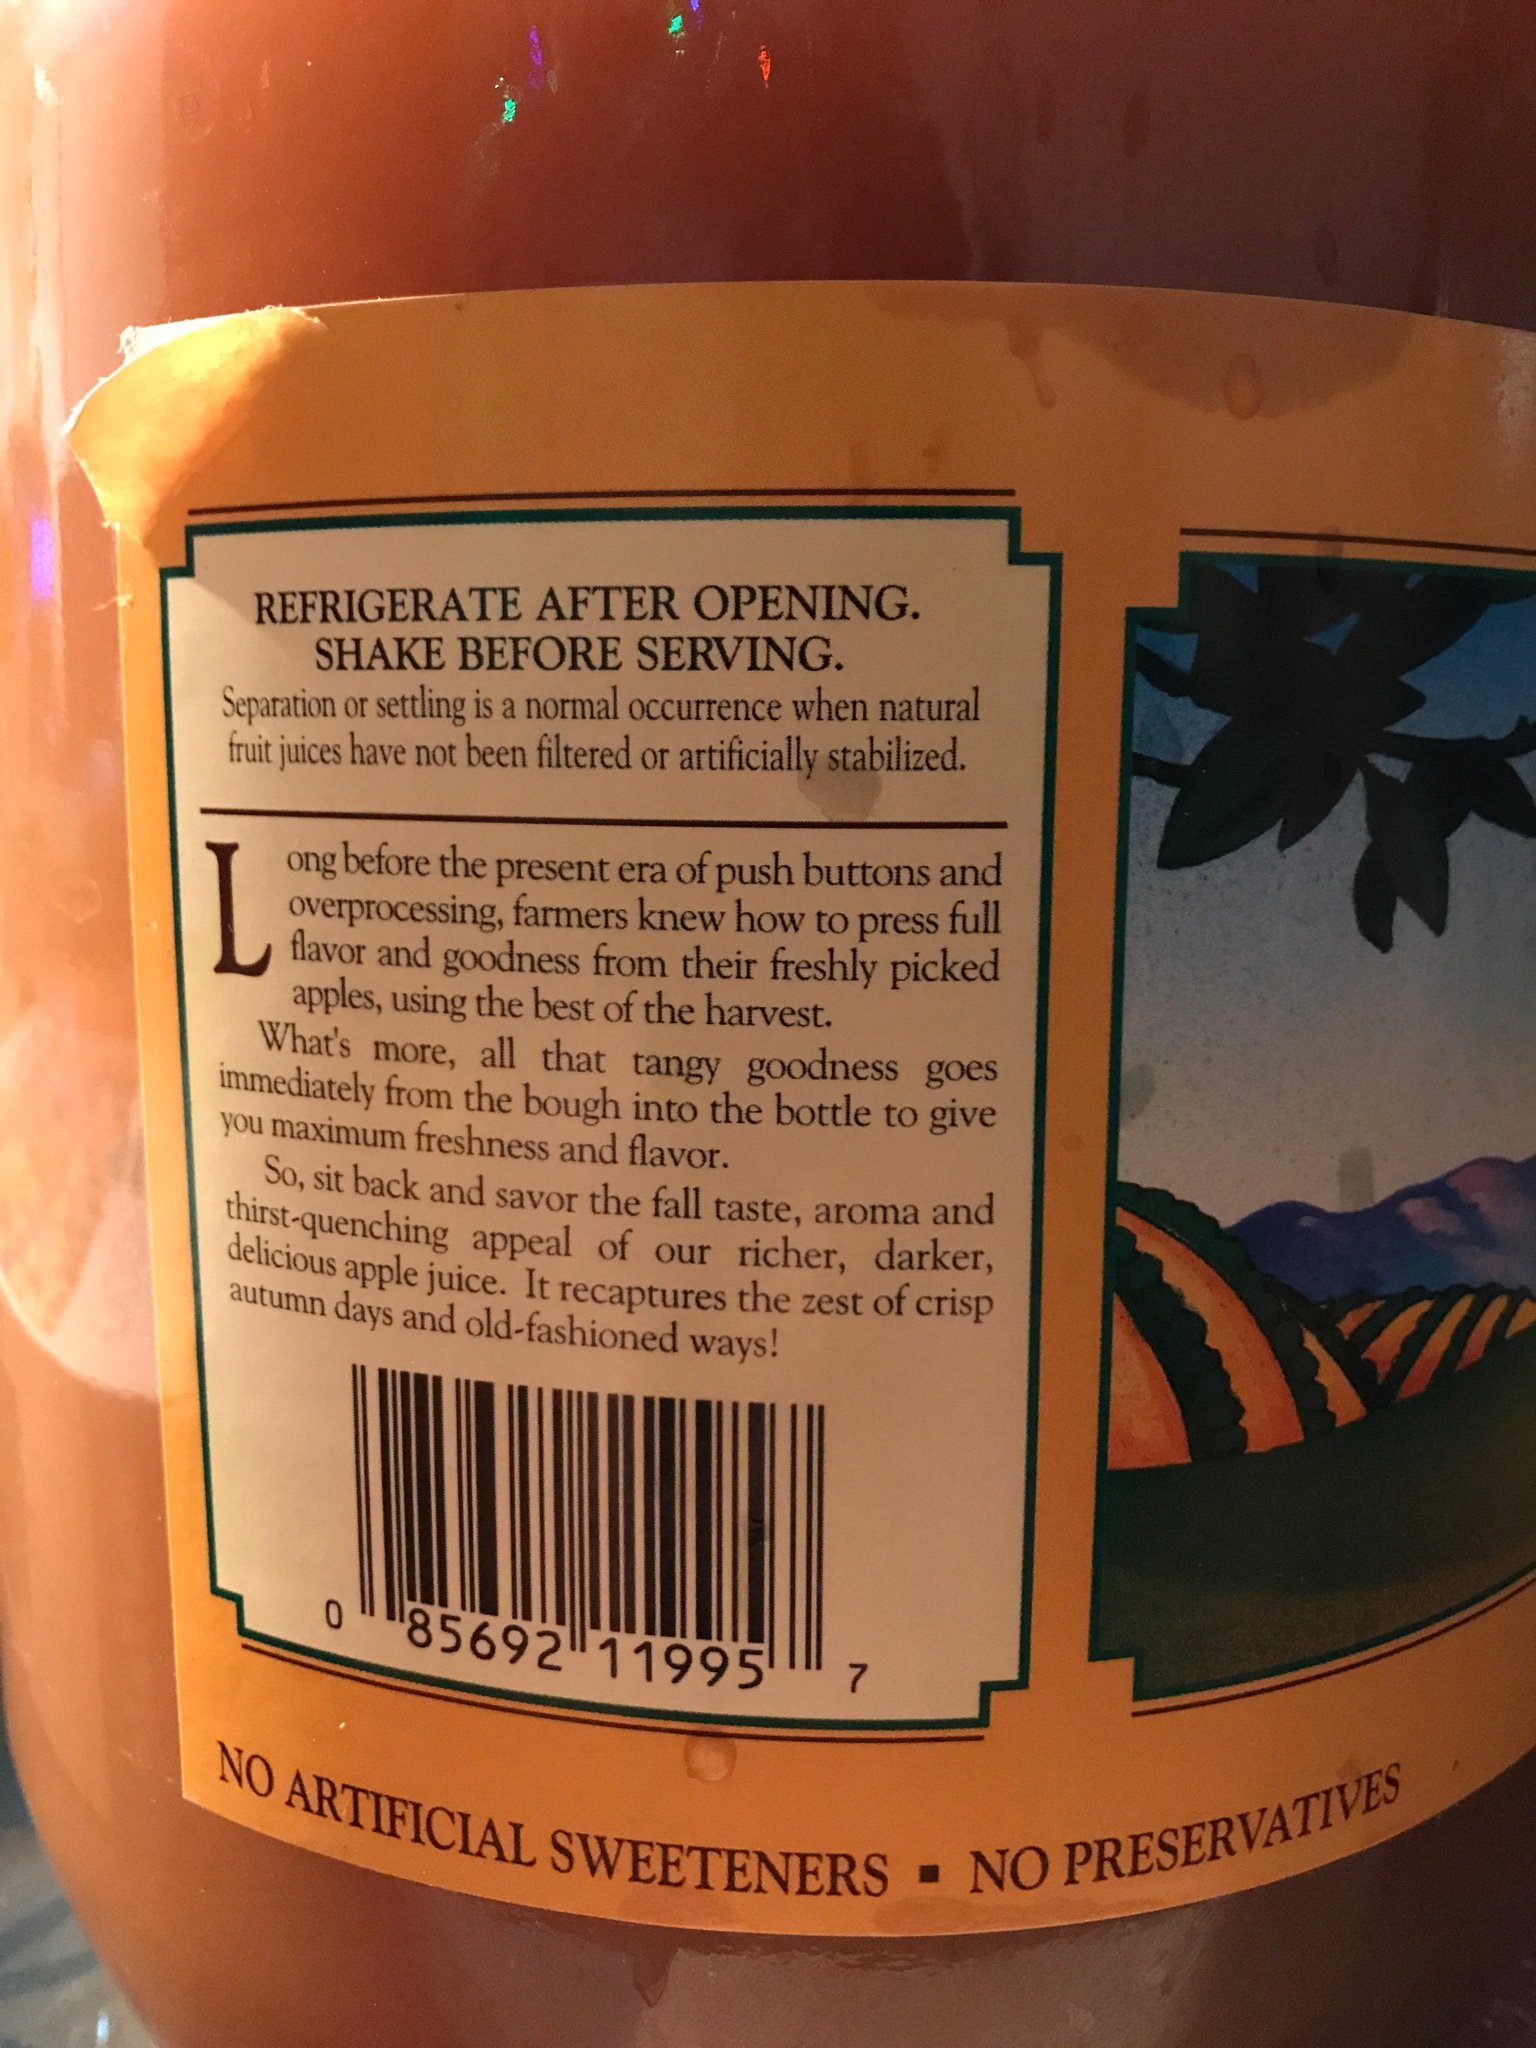 REFRIGERATE AFTER OPENING.
SHAKE BEFORE SERVING.
Separation or settling is a normal occurrence when natural
fruit juices have not been filtered or artificially stabilized.
Long before the present era of push buttons and
overprocessing, farmers knew how to press full
flavor and goodness from their freshly picked
apples, using the best of the harvest.
What's more, all that tangy goodness goes
immediately from the bough into the bottle to give
you maximum freshness and flavor.
So, sit back and savor the fall taste, aroma and
thirst-quenching appeal of our richer, darker,
delicious apple juice. It recaptures the zest of crisp
autumn days and old-fashioned ways!
0 85692 11995 7
NO ARTIFICIAL SWEETENERS ▪ NO PRESERVATIVES